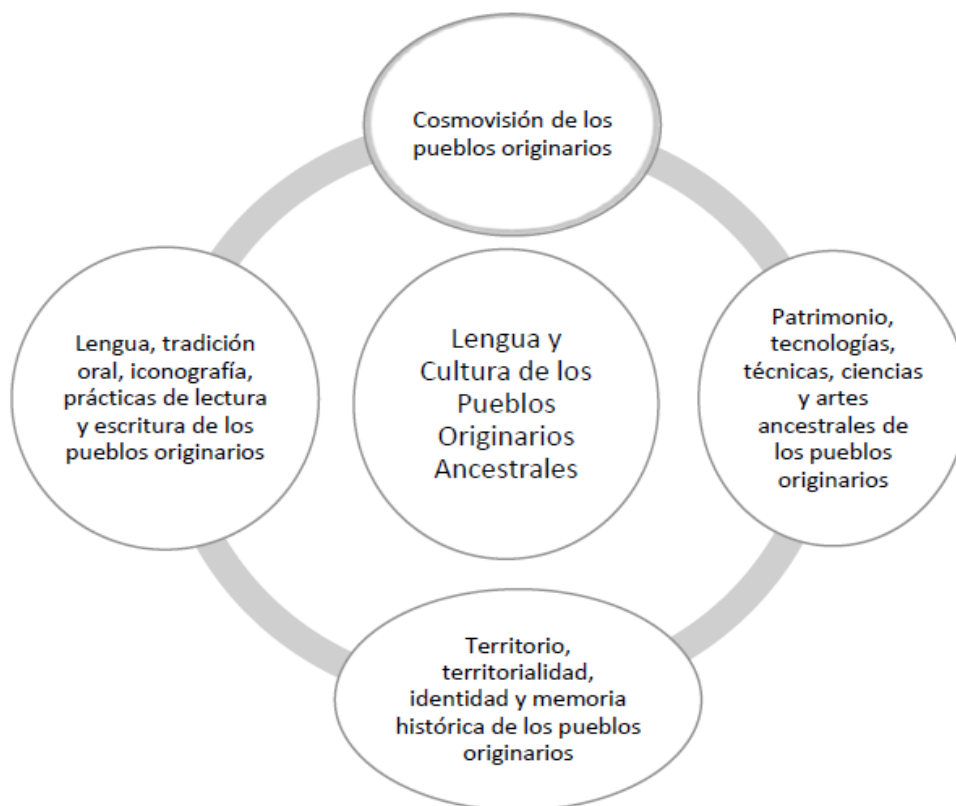 Cosmovisión de los
pueblos originarios
Lengua, tradición
oral, iconografía,
prácticas de lectura
y escritura de los
pueblos originarios
Lengua y
Cultura de los
Pueblos
Originarios
Ancestrales
Patrimonio,
tecnologías,
técnicas, ciencias
y artes
ancestrales de
los pueblos
originarios
Territorio,
territorialidad,
identidad y memoria
histórica de los pueblos
originarios